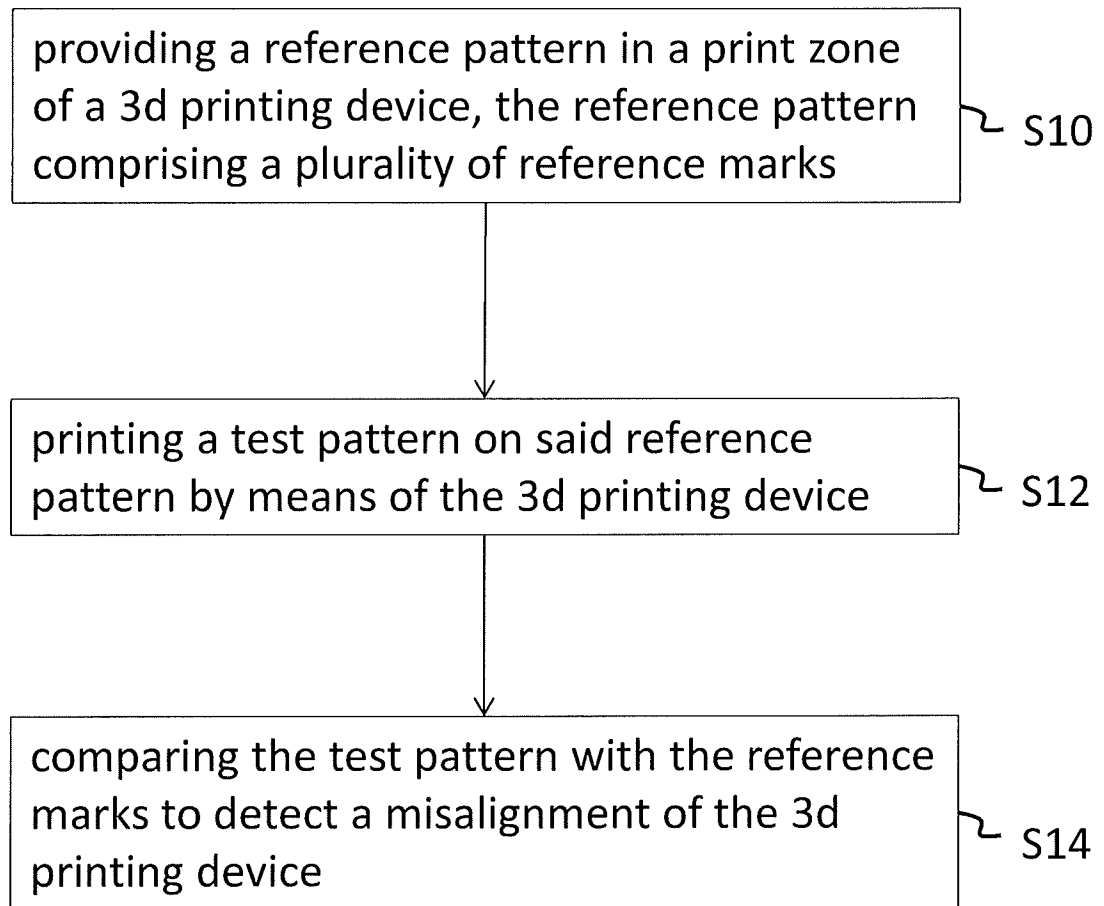 providing a reference pattern in a print zone
of a 3d printing device, the reference pattern
comprising a plurality of reference marks
S10
printing a test pattern on said reference
pattern by means of the 3d printing device
S12
comparing the test pattern with the reference
marks to detect a misalignment of the 3d
printing device
S14